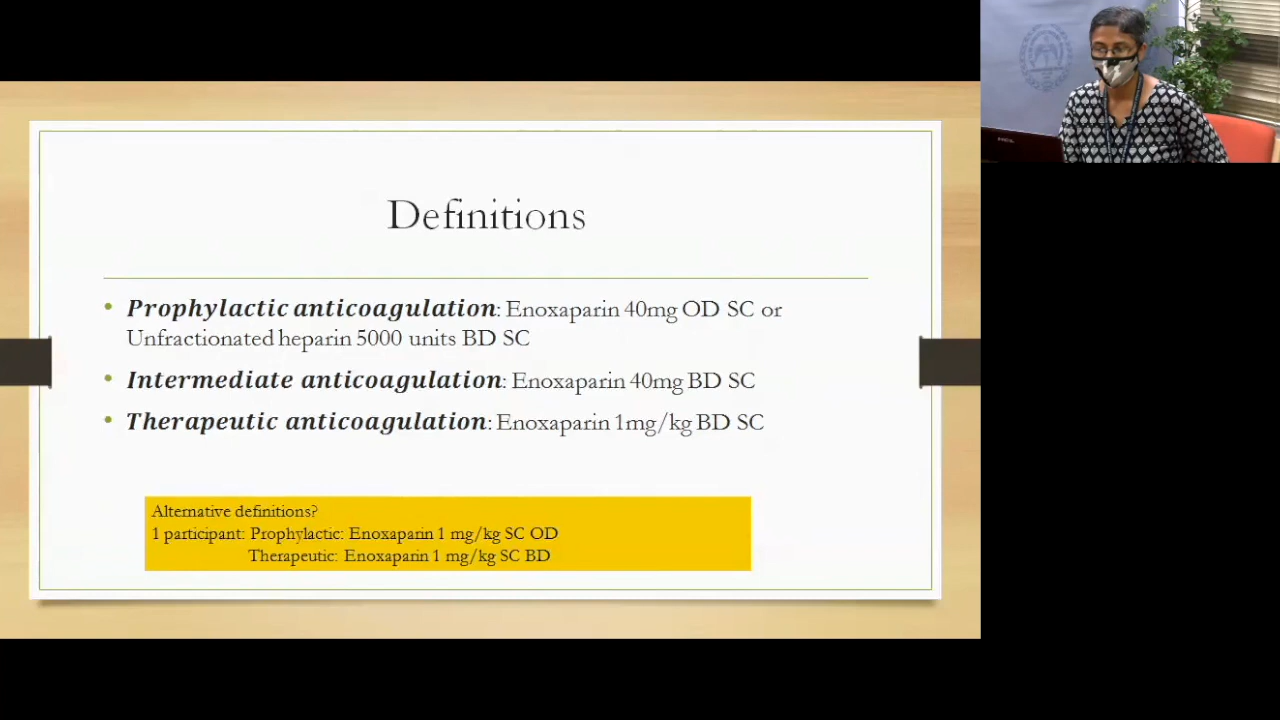 Definitions
• Prophylactic anticoagulation: Enoxaparin 40mg OD SC or
Unfractionated heparin 5000 units BD SC
• Intermediate anticoagulation: Enoxaparin 40mg BD SC
• Therapeutic anticoagulation: Enoxaparin 1mg/kg BD SC
Alternative definitions?
1 participant: Prophylactic: Enoxaparin 1 mg/kg SC OD
Therapeutic: Enoxaparin 1 mg/kg SC BD